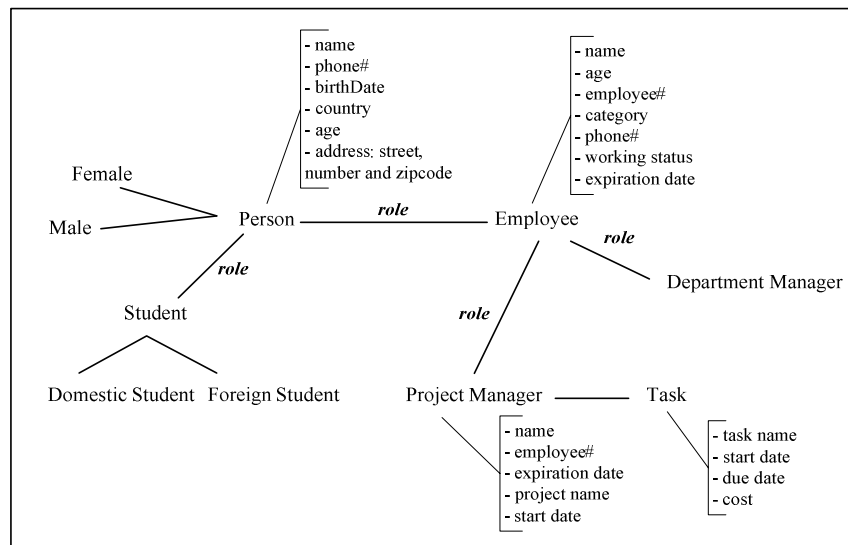 - name
- phone#
- birthDate
- country
- age
- address: street,
number and zipcode
- name
- age
- employee#
- category
- phone#
- working status
- expiration date
Female
Male
Person
role
Employee
role
Department Manager
role
Student
Domestic Student
Foreign Student
role
Project Manager
Task
- name
- employee#
- expiration date
- project name
- start date
- task name
- start date
- due date
- cost